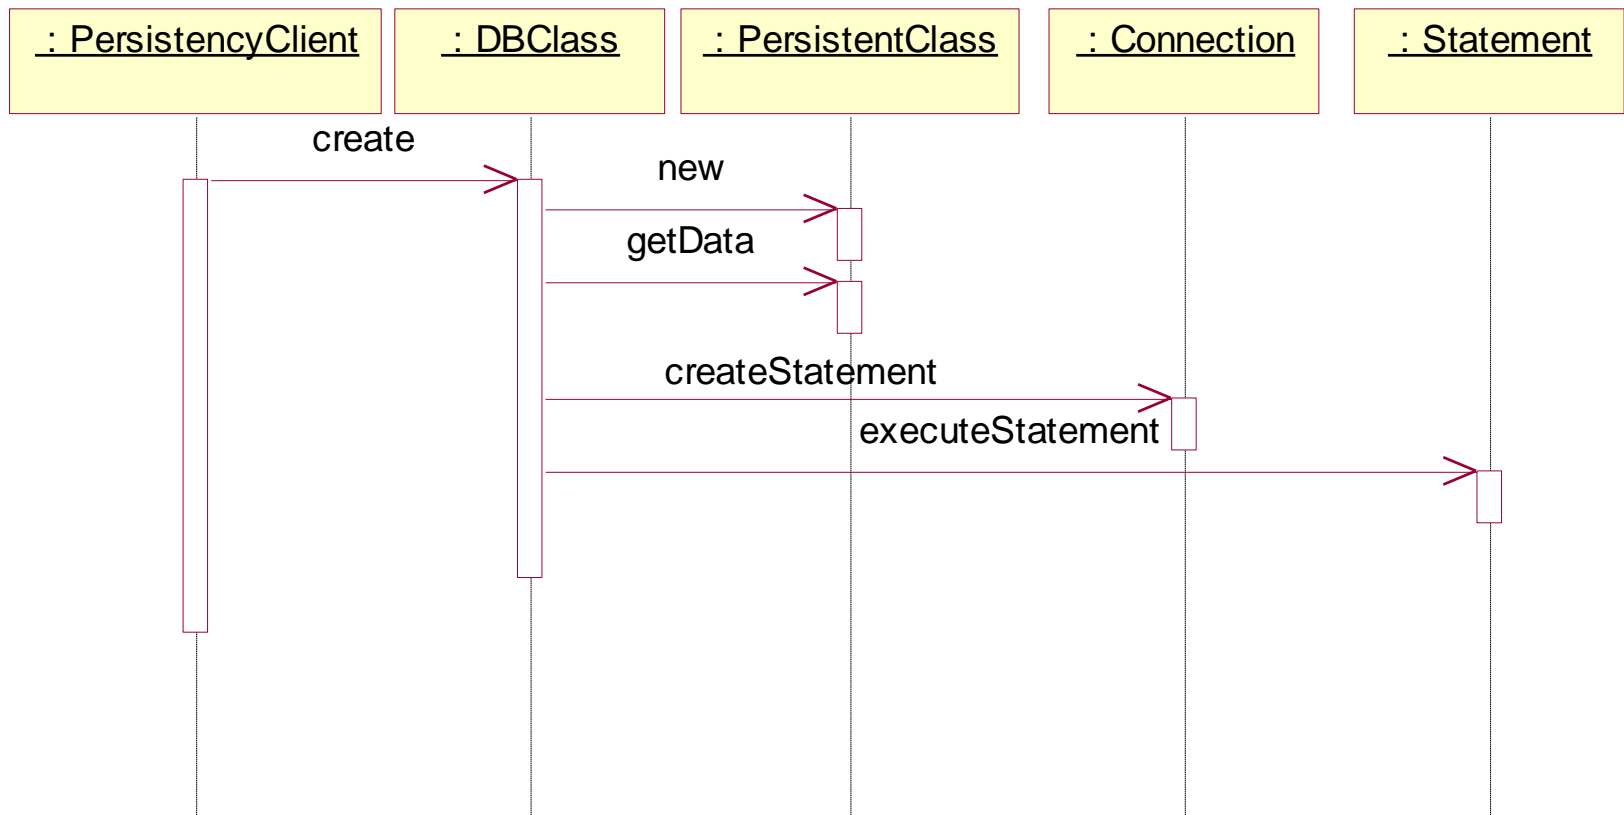 : PersistencyClient
: DBClass
: PersistentClass
: Connection
: Statement
create
new
getData
createStatement
executeStatement